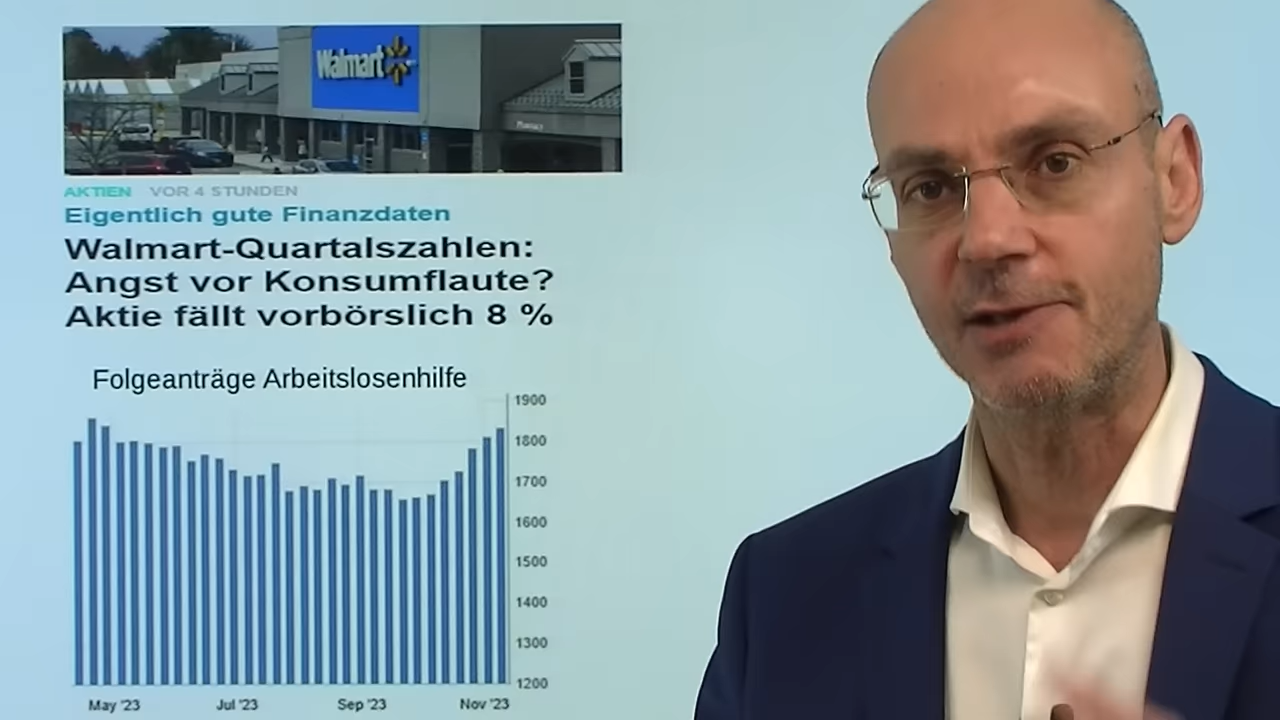 Walmart
AKTIEN VOR 4 STUNDEN
Eigentlich gute Finanzdaten
Walmart-Quartalszahlen:
Angst vor Konsumflaute?
Aktie fällt vorbörslich 8 %
Folgeanträge Arbeitslosenhilfe
1900
1800
1700
1600
1500
1400
1300
1200
May '23 Jul '23 Sep '23 Nov '23